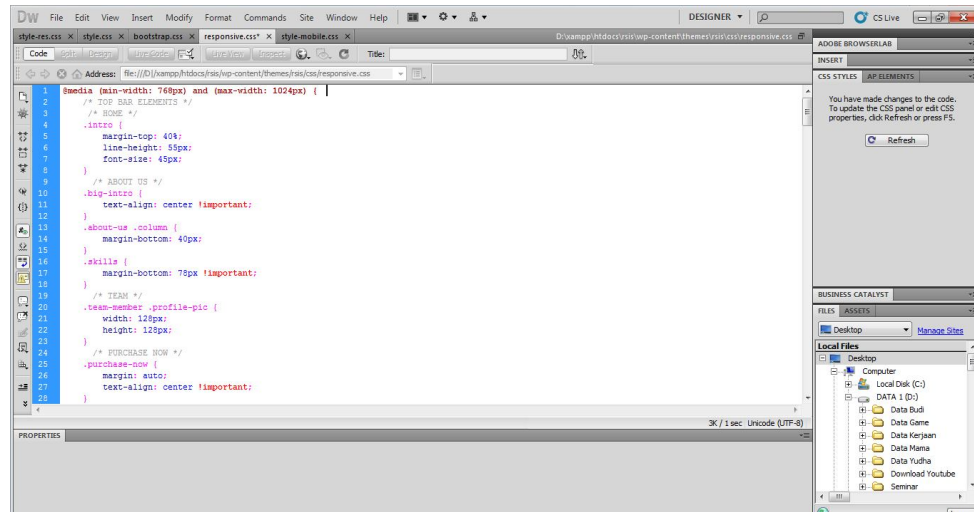 DW File Edit View Insert Modify Format Commands Site Window Help DESIGNER CS Live
style-res.css × style.css × bootstrap.css × responsive.css* × style-mobile.css × D:\xampp\htdocs\rsis\wp-content\themes\rsis\css\responsive.css
Code Split Design Live Code Live View Inspect Title:
Address: file:///D|/xampp/htdocs/rsis/wp-content/themes/rsis/css/responsive.css
1 @media (min-width: 768px) and (max-width: 1024px) {
2 /* TOP BAR ELEMENTS */
3 /* HOME */
4 .intro {
5 margin-top: 40%;
6 line-height: 55px;
7 font-size: 45px;
8 }
9 /* ABOUT US */
10 .big-intro {
11 text-align: center !important;
12 }
13 .about-us .column {
14 margin-bottom: 40px;
15 }
16 .skills {
17 margin-bottom: 78px !important;
18 }
19 /* TEAM */
20 .team-member .profile-pic {
21 width: 128px;
22 height: 128px;
23 }
24 /* PURCHASE NOW */
25 .purchase-now {
26 margin: auto;
27 text-align: center !important;
28 }
3K / 1 sec Unicode (UTF-8)
PROPERTIES
ADOBE BROWSERLAB
INSERT
CSS STYLES AP ELEMENTS
You have made changes to the code.
To update the CSS panel or edit CSS
properties, click Refresh or press F5.
Refresh
BUSINESS CATALYST
FILES ASSETS
Desktop Manage Sites
Local Files
Desktop
Computer
Local Disk (C:)
DATA 1 (D:)
Data Budi
Data Game
Data Kerjaan
Data Mama
Data Yudha
Download Youtube
Seminar